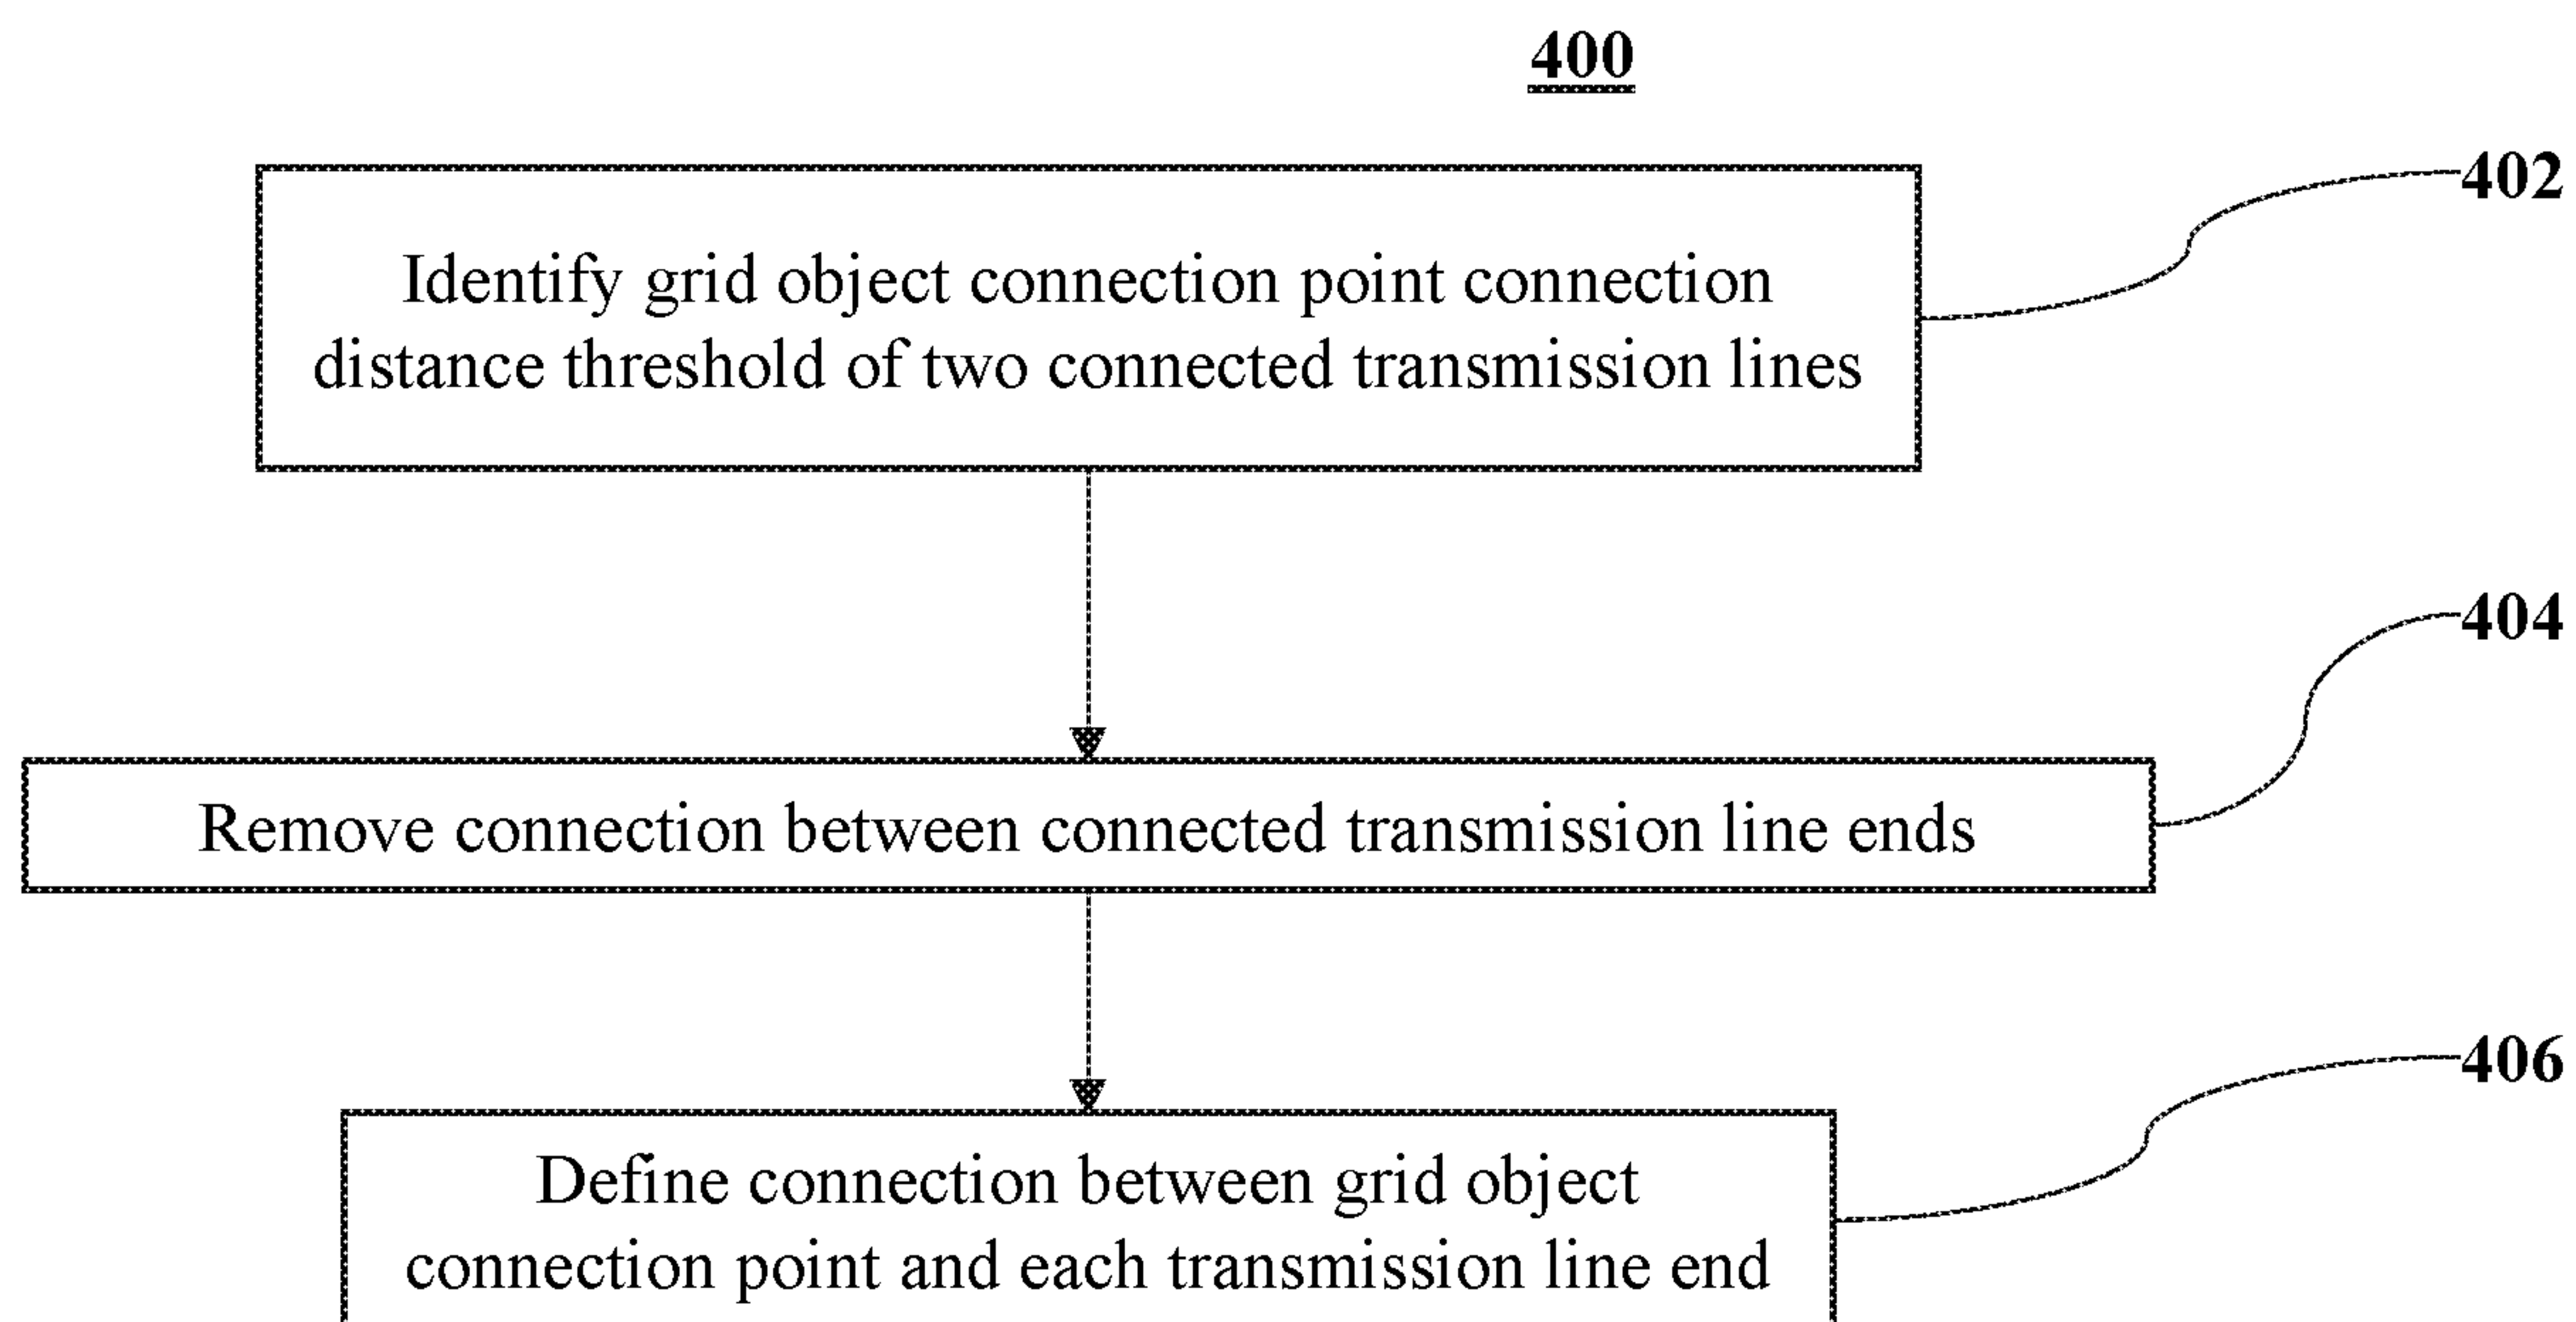 400
402
Identify grid object connection point connection
distance threshold of two connected transmission lines
404
Remove connection between connected transmission line ends
406
Define connection between grid object
connection point and each transmission line end